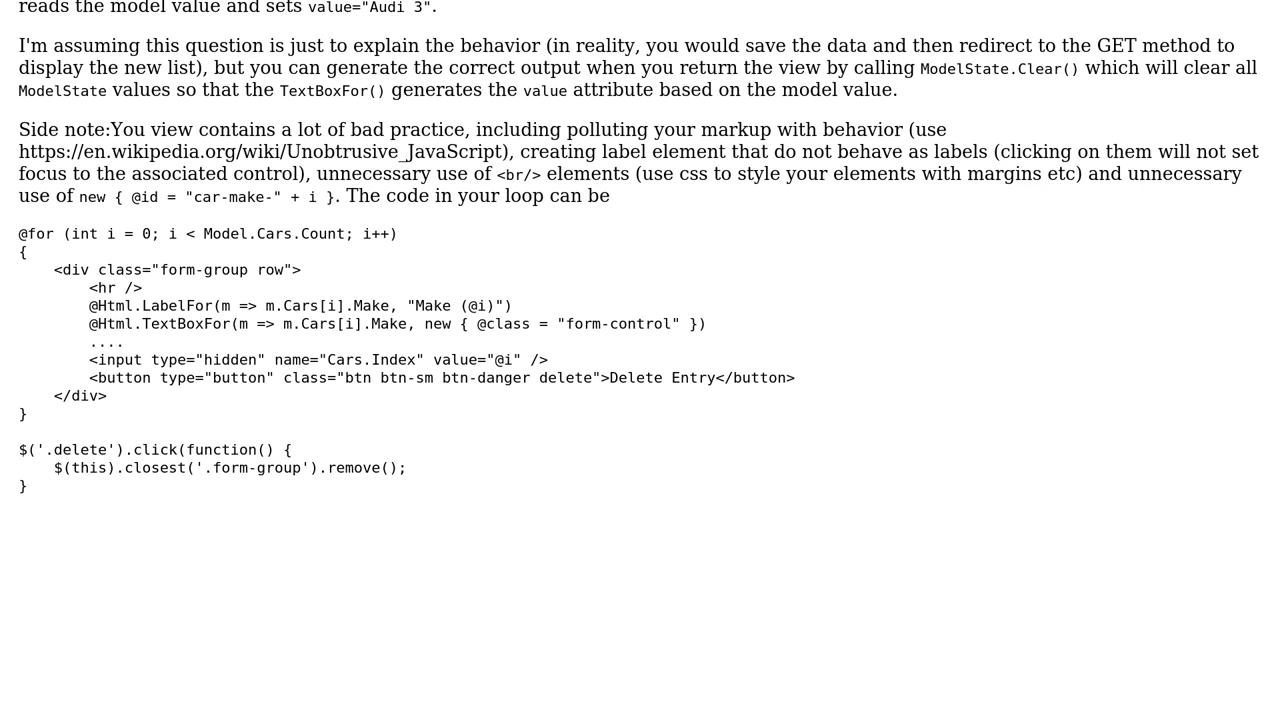 reads the model value and sets value="Audi 3".
I'm assuming this question is just to explain the behavior (in reality, you would save the data and then redirect to the GET method to
display the new list), but you can generate the correct output when you return the view by calling ModelState.Clear() which will clear all
ModelState values so that the TextBoxFor() generates the value attribute based on the model value.
Side note:You view contains a lot of bad practice, including polluting your markup with behavior (use
https://en.wikipedia.org/wiki/Unobtrusive_JavaScript), creating label element that do not behave as labels (clicking on them will not set
focus to the associated control), unnecessary use of <br/> elements (use css to style your elements with margins etc) and unnecessary
use of new { @id = "car-make-" + i }. The code in your loop can be
@for (int i = 0; i < Model.Cars.Count; i++)
{
    <div class="form-group row">
        <hr />
        @Html.LabelFor(m => m.Cars[i].Make, "Make (@i)")
        @Html.TextBoxFor(m => m.Cars[i].Make, new { @class = "form-control" })
        ....
        <input type="hidden" name="Cars.Index" value="@i" />
        <button type="button" class="btn btn-sm btn-danger delete">Delete Entry</button>
    </div>
}
$('.delete').click(function() {
    $(this).closest('.form-group').remove();
}